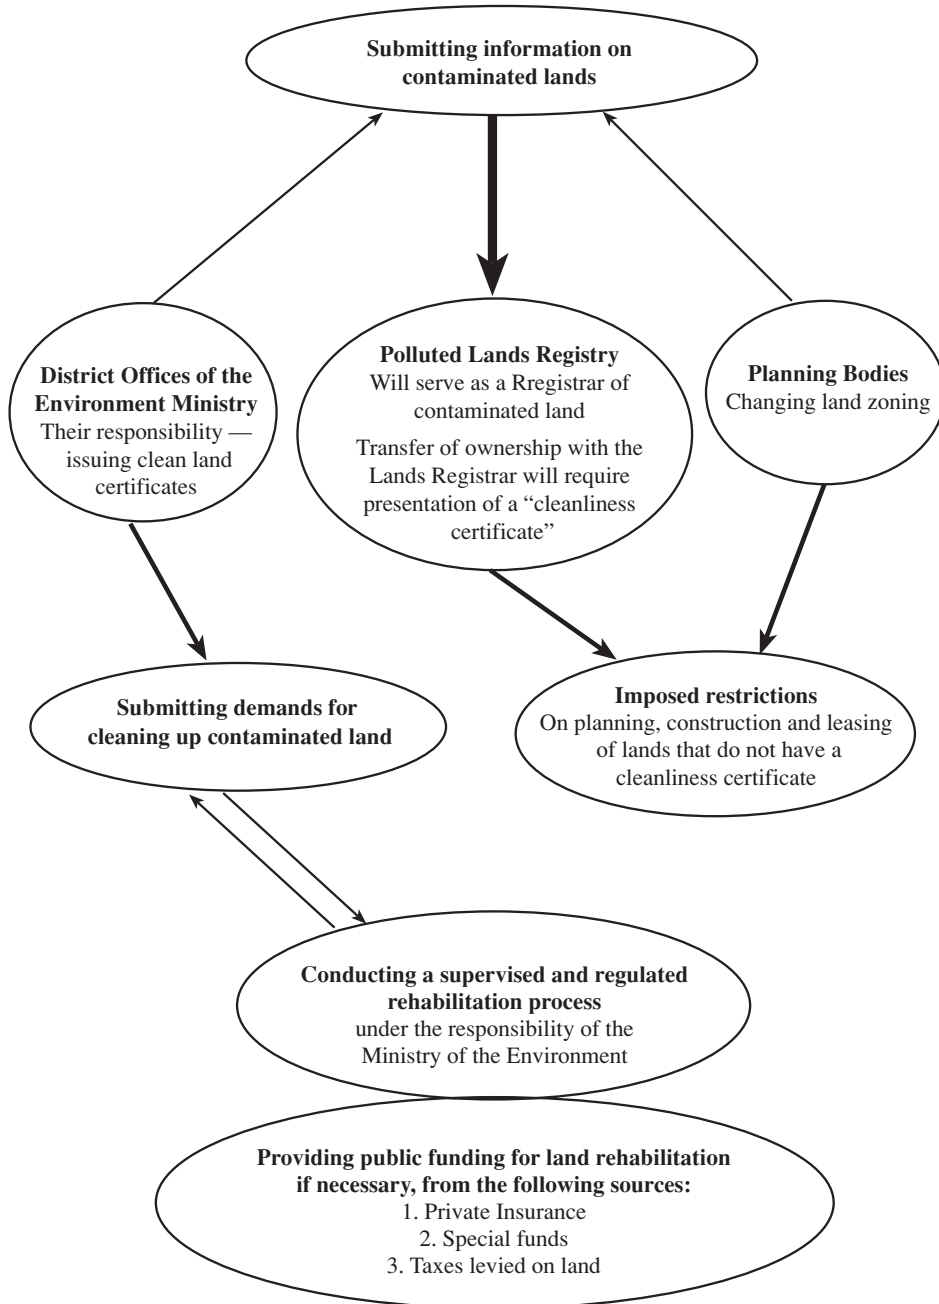 Submitting information on
contaminated lands
District Offices of the
Environment Ministry
Their responsibility —
issuing clean land
certificates
Polluted Lands Registry
Will serve as a Rregistrar of
contaminated land
Transfer of ownership with the
Lands Registrar will require
presentation of a “cleanliness
certificate”
Planning Bodies
Changing land zoning
Submitting demands for
cleaning up contaminated land
Imposed restrictions
On planning, construction and leasing
of lands that do not have a
cleanliness certificate
Conducting a supervised and regulated
rehabilitation process
under the responsibility of the
Ministry of the Environment
Providing public funding for land rehabilitation
if necessary, from the following sources:
1. Private Insurance
2. Special funds
3. Taxes levied on land